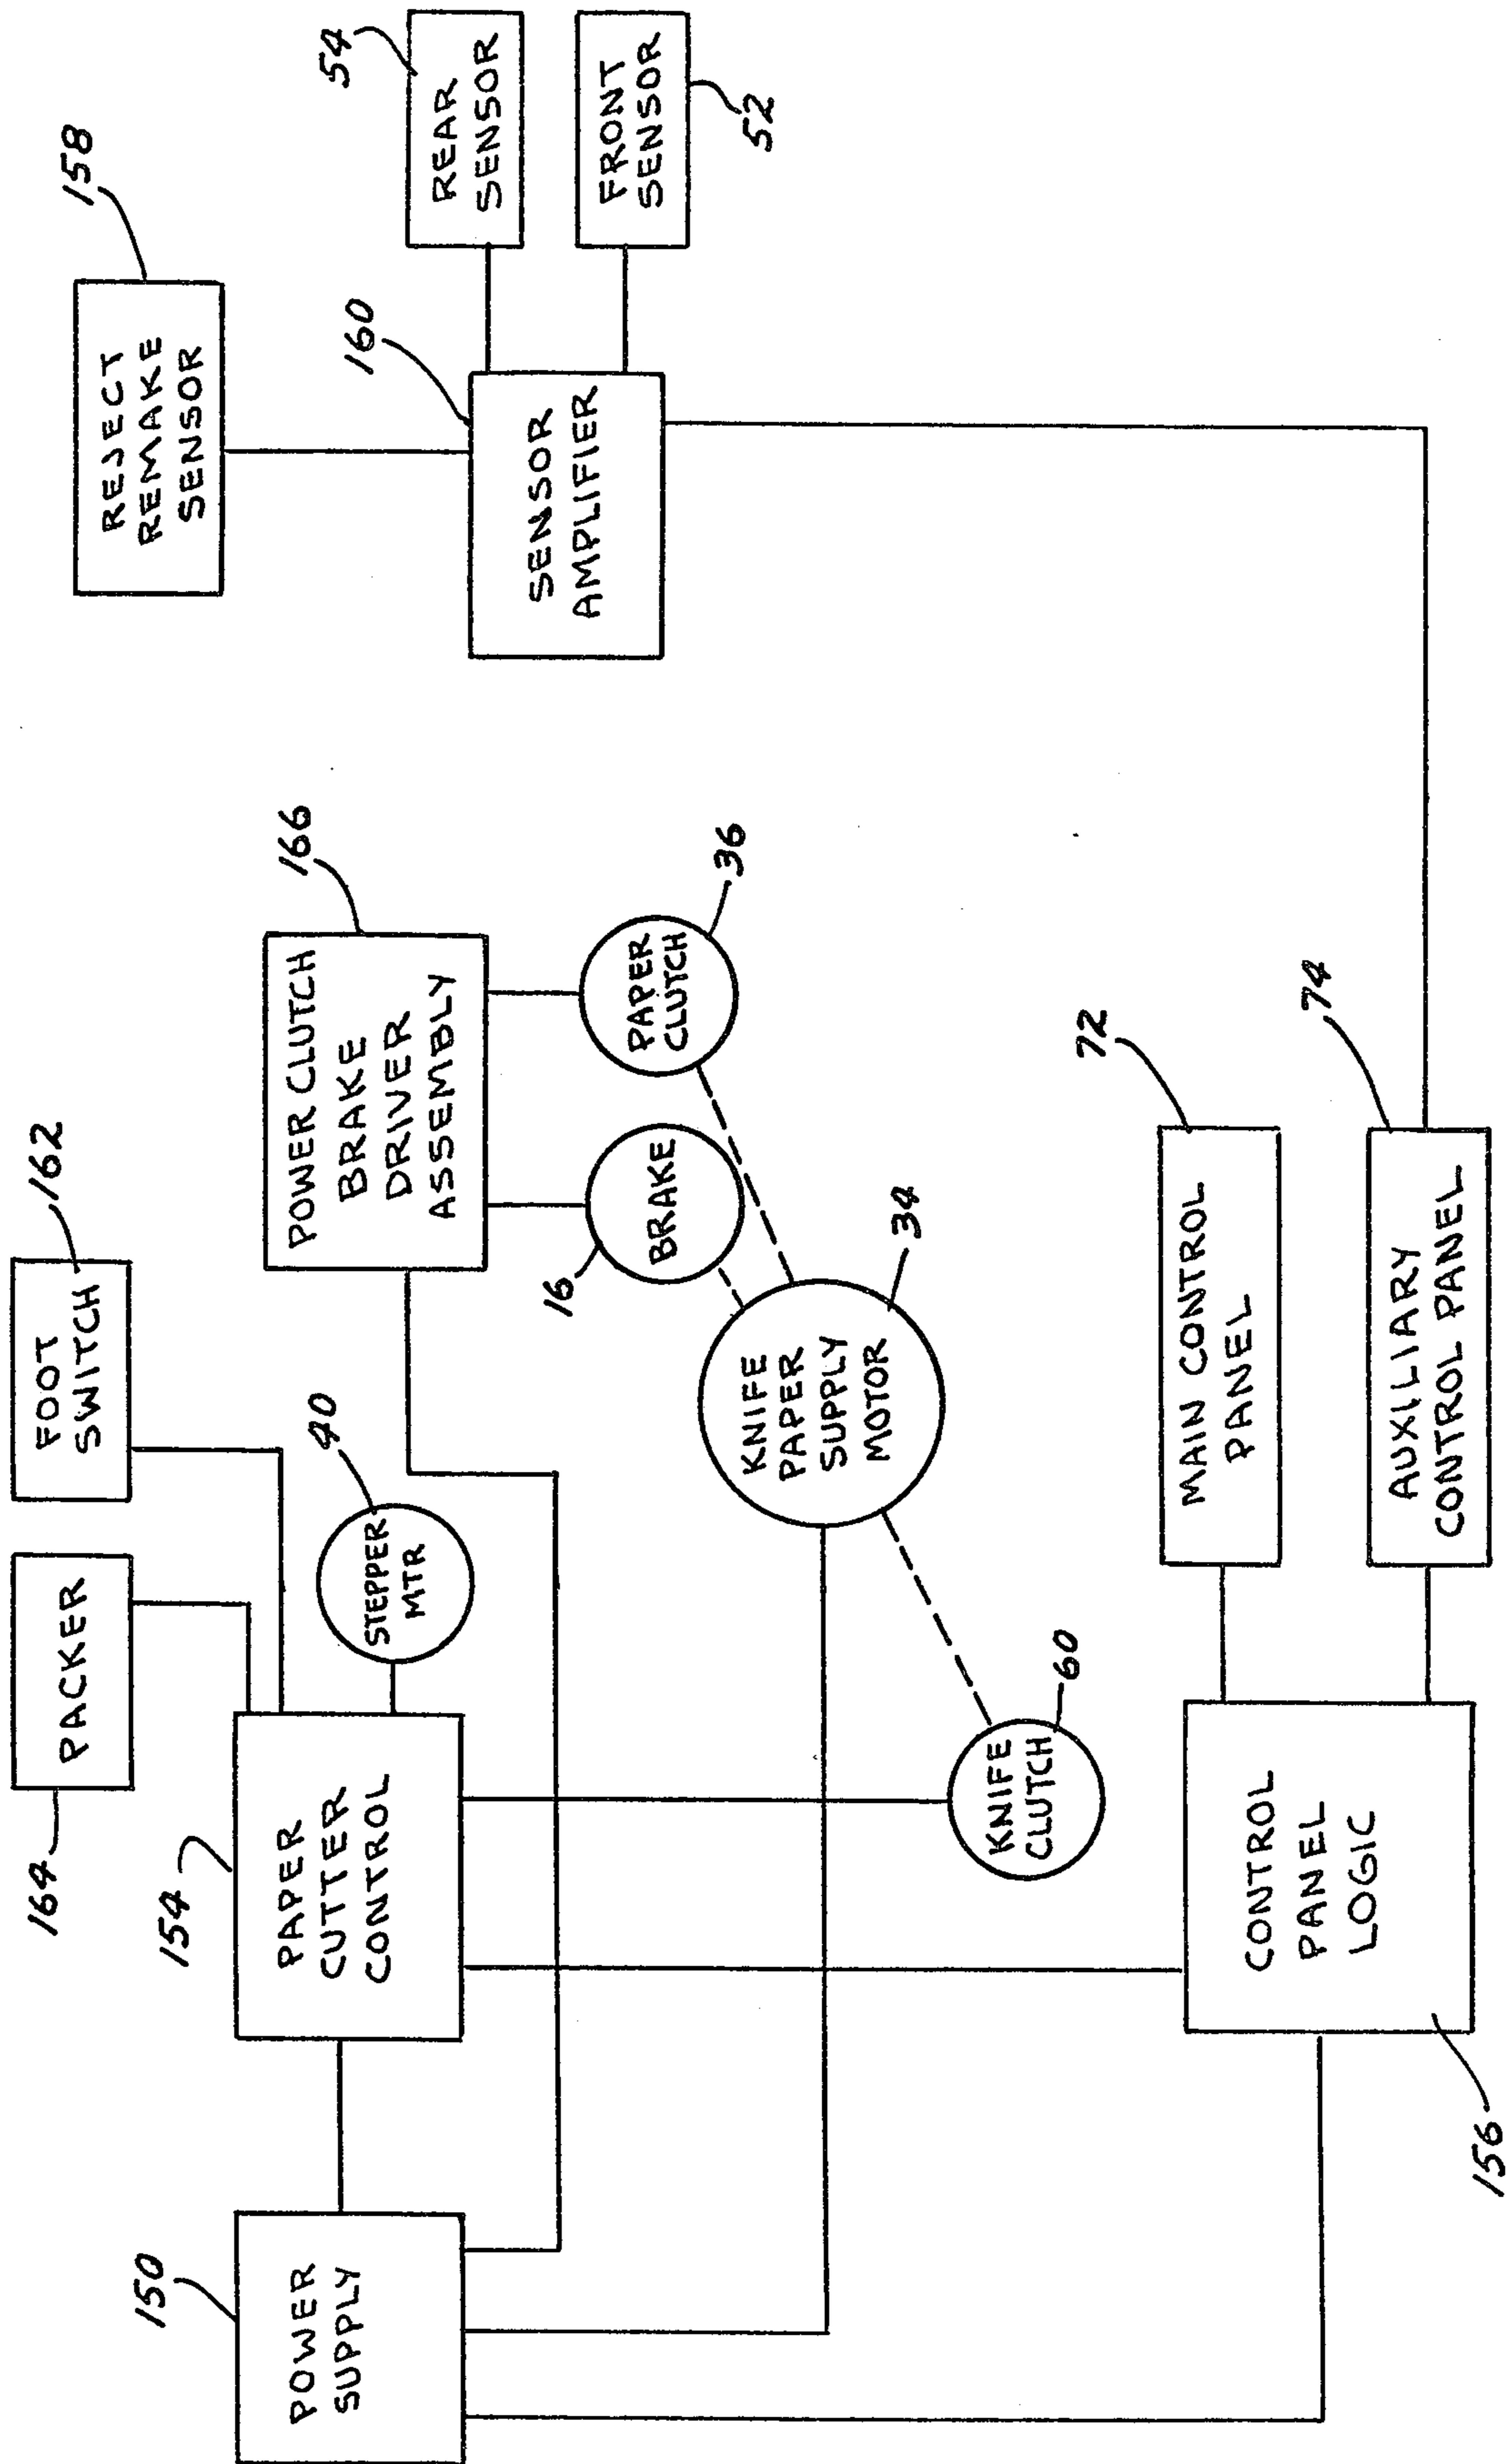 150
POWER
SUPPLY
154
PAPER
CUTTER
CONTROL
164
PACKER
162
FOOT
SWITCH
40
STEPPER
MTR
166
POWER CLUTCH
BRAKE
DRIVER
ASSEMBLY
16
BRAKE
PAPER
CLUTCH
36
KNIFE
PAPER
SUPPLY
MOTOR
34
KNIFE
CLUTCH
60
156
CONTROL
PANEL
LOGIC
MAIN CONTROL
PANEL
72
AUXILIARY
CONTROL PANEL
74
158
REJECT
REMAKE
SENSOR
160
SENSOR
AMPLIFIER
54
REAR
SENSOR
FRONT
SENSOR
52